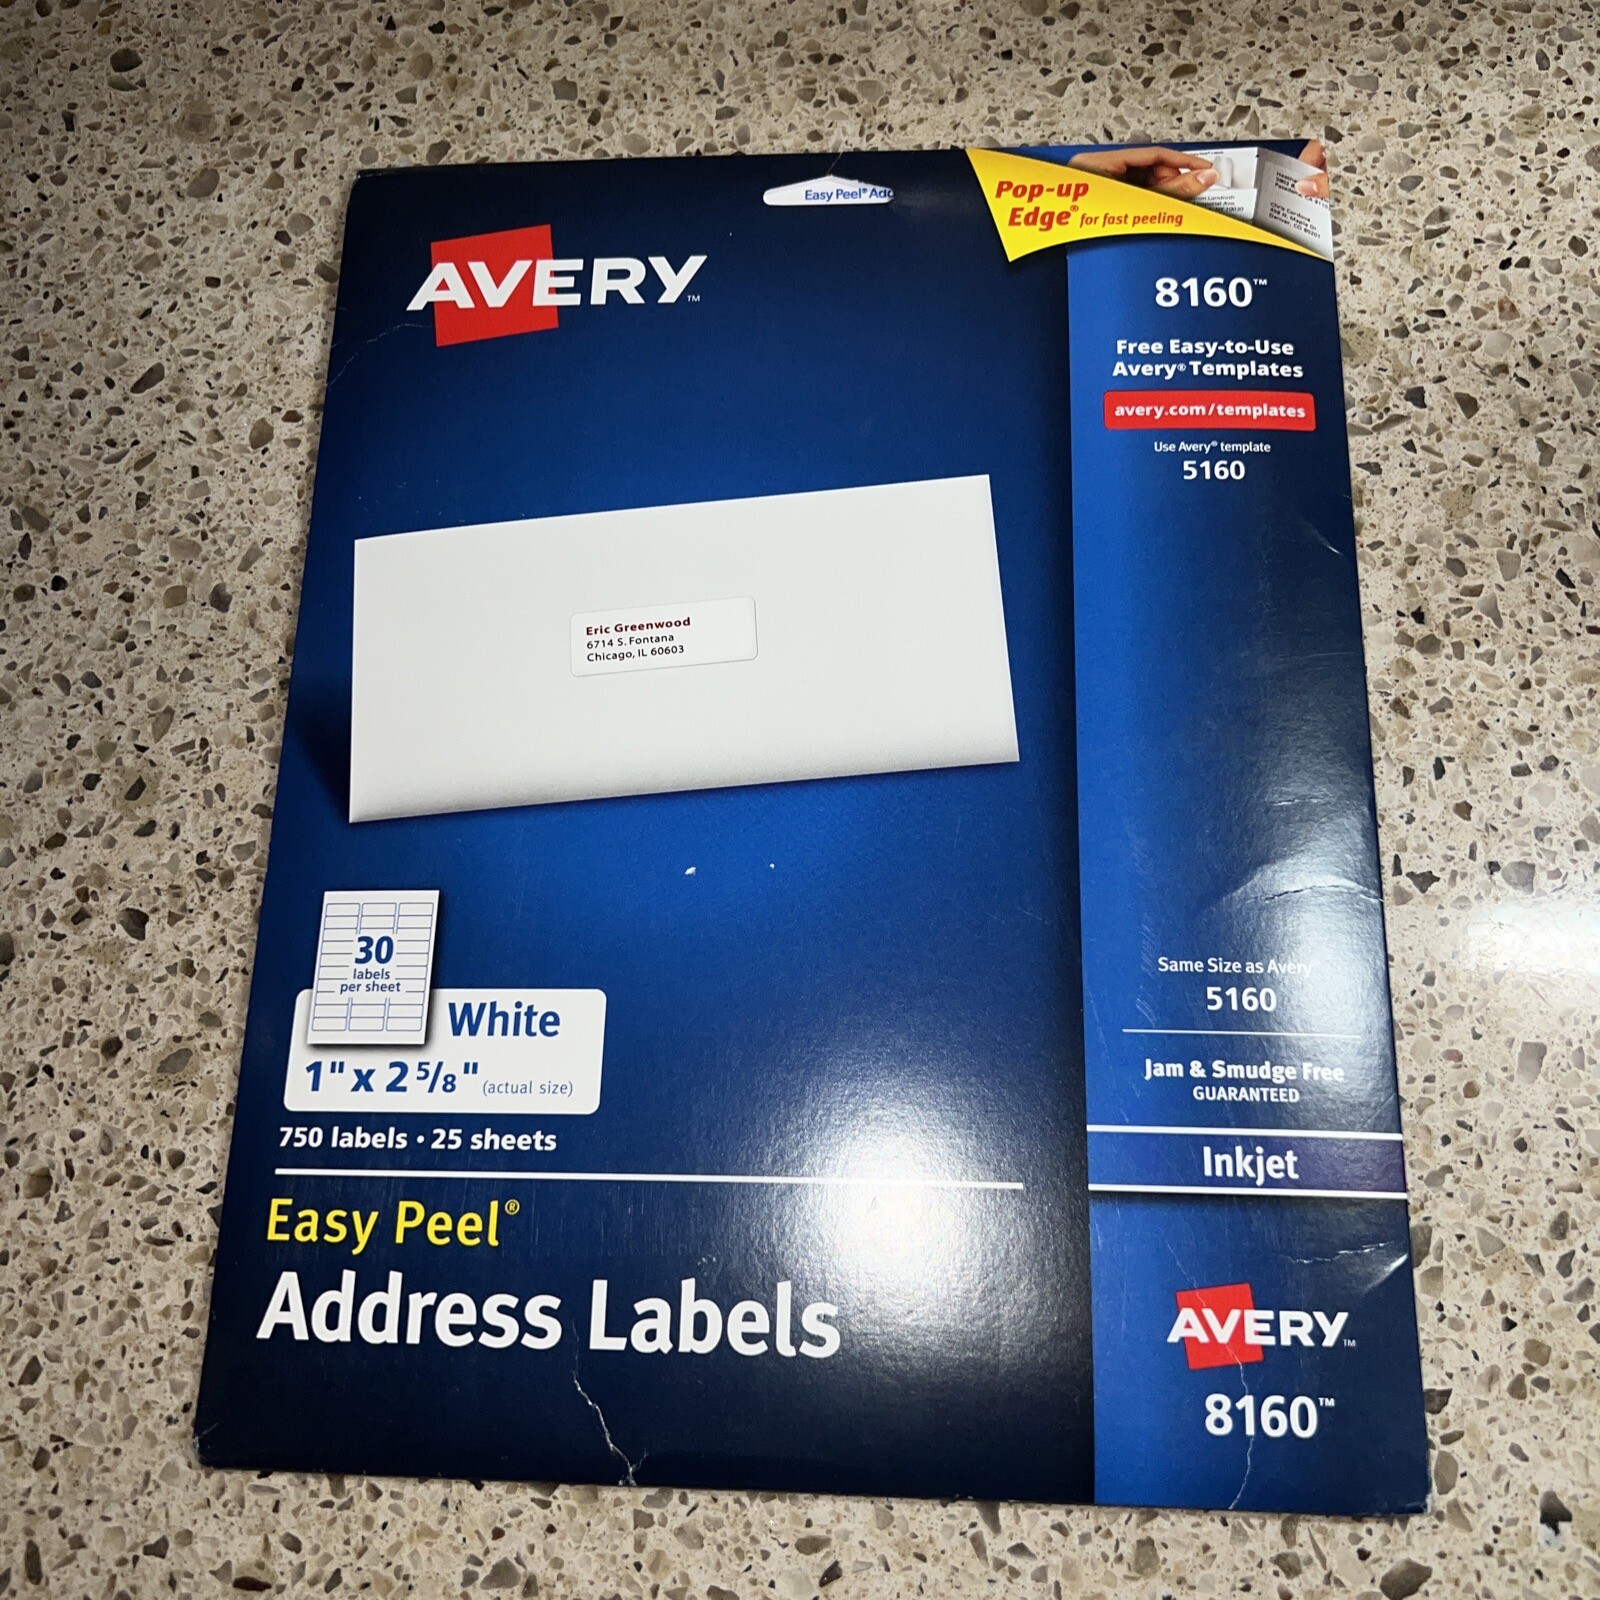 Easy Peel® Add
Pop-up
Edge® for fast peeling
AVERY™
8160™
Free Easy-to-Use
Avery® Templates
avery.com/templates
Use Avery® template
5160
Eric Greenwood
6714 S. Fontana
Chicago, IL 60603
30
labels
per sheet
White
1" x 2 5/8" (actual size)
750 labels • 25 sheets
Easy Peel®
Address Labels
Same Size as Avery
5160
Jam & Smudge Free
GUARANTEED
Inkjet
AVERY™
8160™